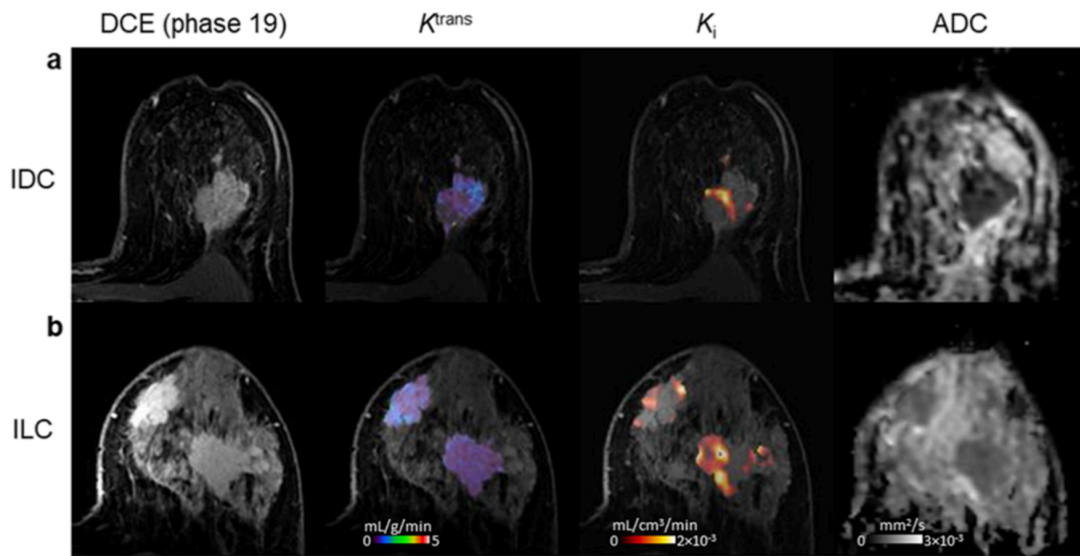 DCE (phase 19) Kᵗʳᵃⁿˢ Kᵢ ADC
a
IDC
b
ILC
mL/g/min mL/cm³/min mm²/s
0 5 0 2×10⁻³ 0 3×10⁻³